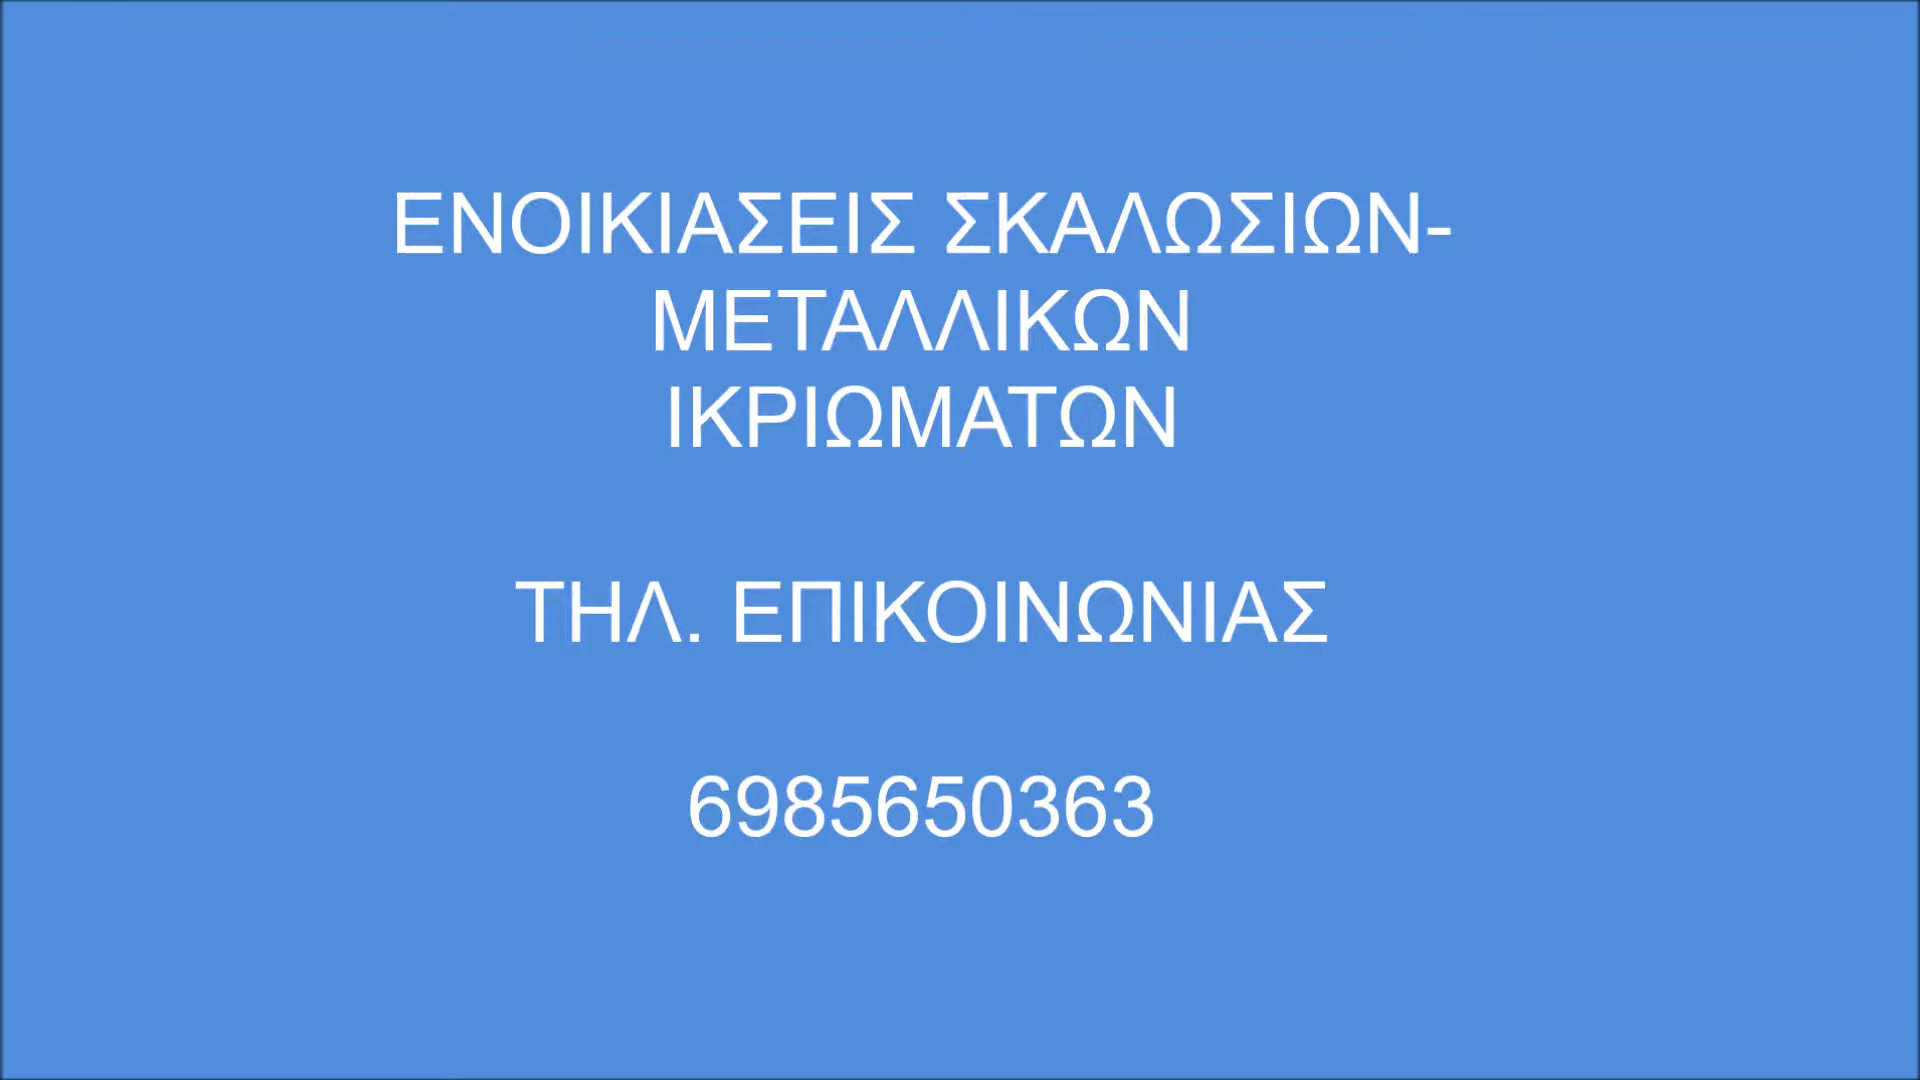 ΕΝΟΙΚΙΑΣΕΙΣ ΣΚΑΛΩΣΙΩΝ-
ΜΕΤΑΛΛΙΚΩΝ
ΙΚΡΙΩΜΑΤΩΝ
ΤΗΛ. ΕΠΙΚΟΙΝΩΝΙΑΣ
6985650363